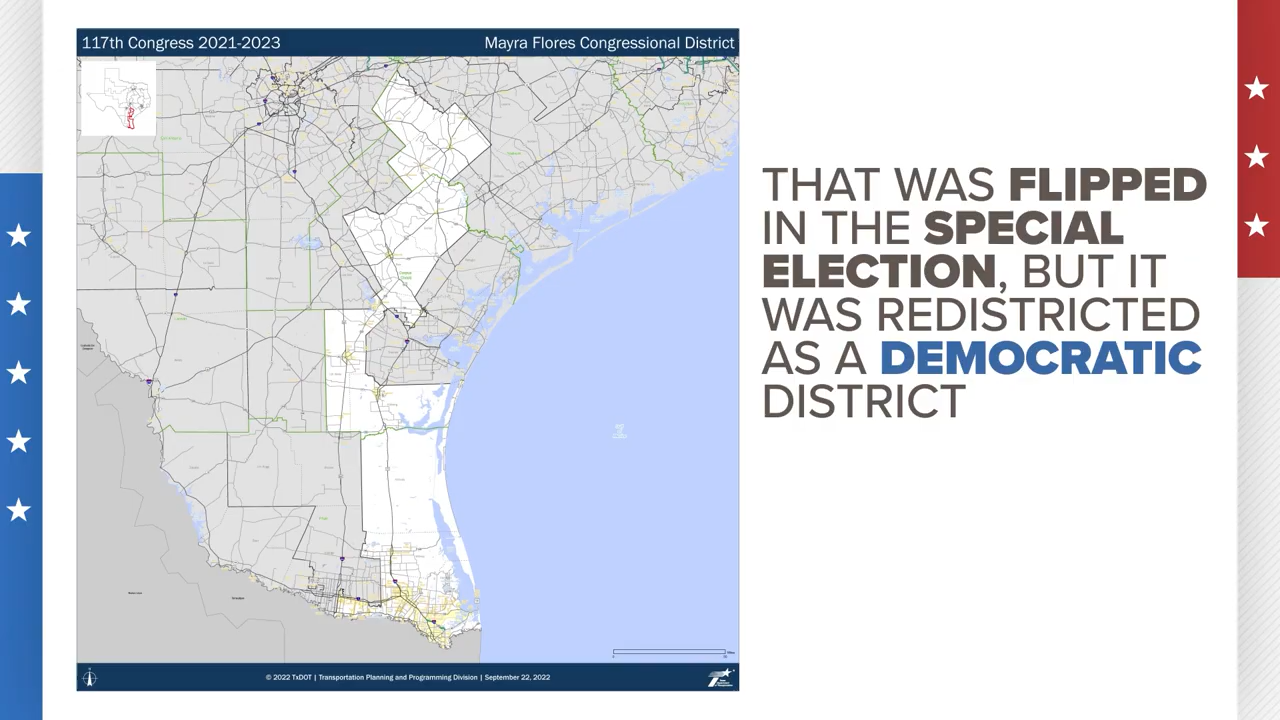 117th Congress 2021-2023
Mayra Flores Congressional District
THAT WAS FLIPPED
IN THE SPECIAL
ELECTION, BUT IT
WAS REDISTRICTED
AS A DEMOCRATIC
DISTRICT
© 2022 TxDOT | Transportation Planning and Programming Division | September 22, 2022